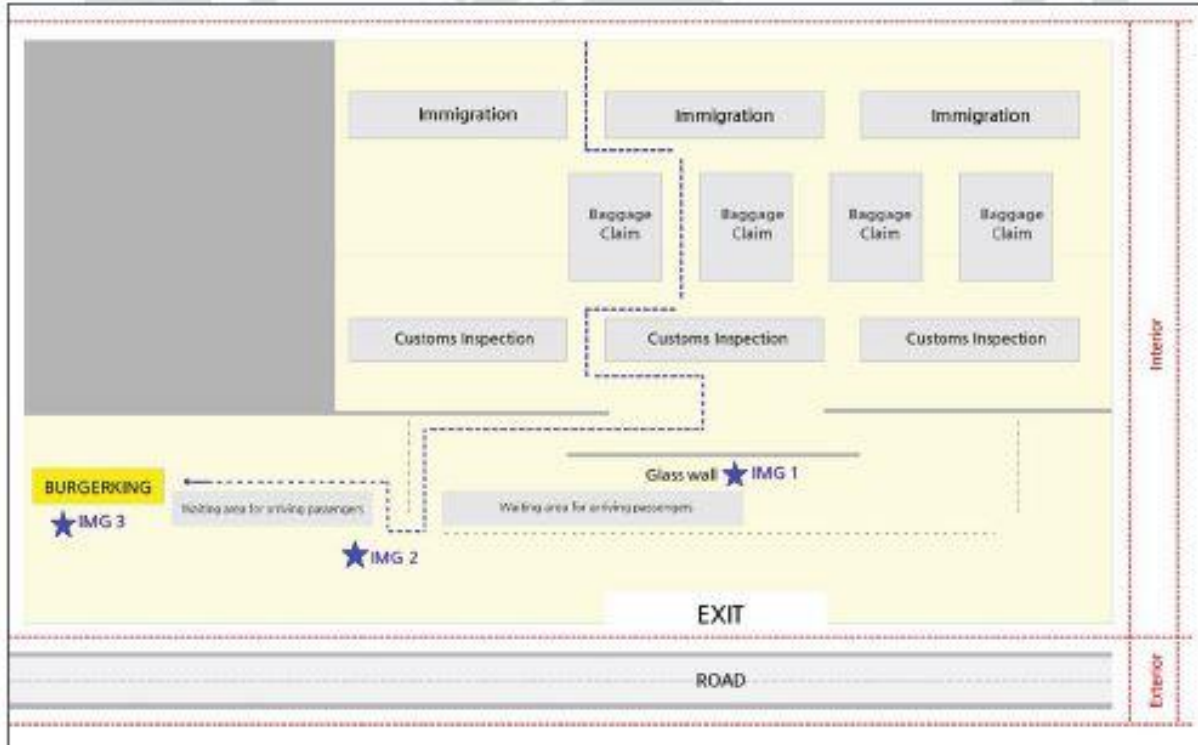 Immigration
Immigration
Immigration
Baggage
Claim
Baggage
Claim
Baggage
Claim
Baggage
Claim
Customs Inspection
Customs Inspection
Customs Inspection
Interior
Glass wall IMG 1
BURGERKING
Waiting area for arriving passengers
Waiting area for arriving passengers
IMG 3
IMG 2
EXIT
ROAD
Exterior